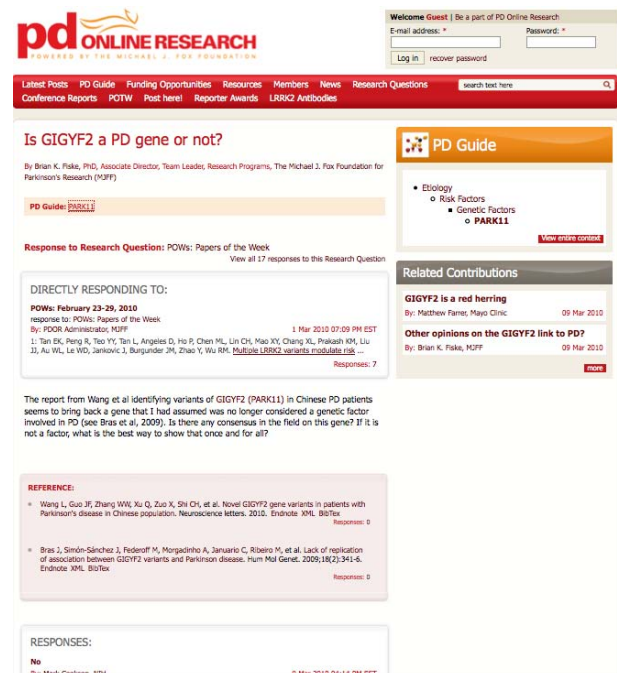 pd ONLINE RESEARCH
POWERED BY THE MICHAEL J. FOX FOUNDATION
Welcome Guest | Be a part of PD Online Research
E-mail address: * Password: *
Log in recover password
Latest Posts PD Guide Funding Opportunities Resources Members News Research Questions
search text here
Conference Reports POTW Post here! Reporter Awards LRRK2 Antibodies
Is GIGYF2 a PD gene or not?
By Brian K. Fiske, PhD, Associate Director, Team Leader, Research Programs, The Michael J. Fox Foundation for
Parkinson's Research (MJFF)
PD Guide: PARK11
Response to Research Question: POWs: Papers of the Week
View all 17 responses to this Research Question
DIRECTLY RESPONDING TO:
POWs: February 23-29, 2010
response to: POWs: Papers of the Week
By: PDOR Administrator, MJFF 1 Mar 2010 07:09 PM EST
1: Tan EK, Peng R, Teo YY, Tan L, Angeles D, Ho P, Chen ML, Lin CH, Mao XY, Chang XL, Prakash KM, Liu
JJ, Au WL, Le WD, Jankovic J, Burgunder JM, Zhao Y, Wu RM. Multiple LRRK2 variants modulate risk ...
Responses: 7
The report from Wang et al identifying variants of GIGYF2 (PARK11) in Chinese PD patients
seems to bring back a gene that I had assumed was no longer considered a genetic factor
involved in PD (see Bras et al, 2009). Is there any consensus in the field on this gene? If it is
not a factor, what is the best way to show that once and for all?
REFERENCE:
Wang L, Guo JF, Zhang WW, Xu Q, Zuo X, Shi CH, et al. Novel GIGYF2 gene variants in patients with
Parkinson's disease in Chinese population. Neuroscience letters. 2010. Endnote XML BibTex
Responses: 0
Bras J, Simón-Sánchez J, Federoff M, Morgadinho A, Januario C, Ribeiro M, et al. Lack of replication
of association between GIGYF2 variants and Parkinson disease. Hum Mol Genet. 2009;18(2):341-6.
Endnote XML BibTex
Responses: 0
RESPONSES:
No
PD Guide
• Etiology
o Risk Factors
▪ Genetic Factors
o PARK11
View entire context
Related Contributions
GIGYF2 is a red herring
By: Matthew Farrer, Mayo Clinic 09 Mar 2010
Other opinions on the GIGYF2 link to PD?
By: Brian K. Fiske, MJFF 09 Mar 2010
more